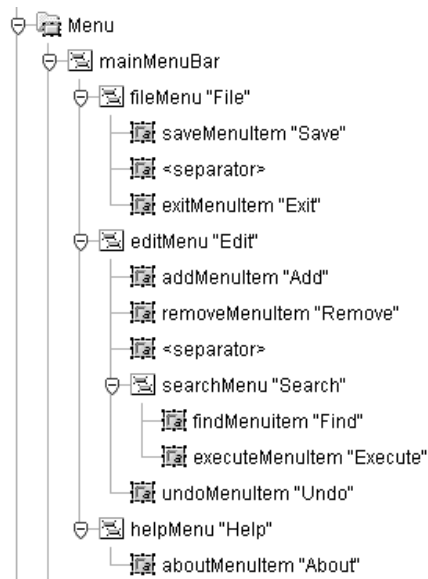 Menu
mainMenuBar
fileMenu "File"
saveMenuItem "Save"
<separator>
exitMenuItem "Exit"
editMenu "Edit"
addMenuItem "Add"
removeMenuItem "Remove"
<separator>
searchMenu "Search"
findMenuitem "Find"
executeMenuItem "Execute"
undoMenuItem "Undo"
helpMenu "Help"
aboutMenuItem "About"